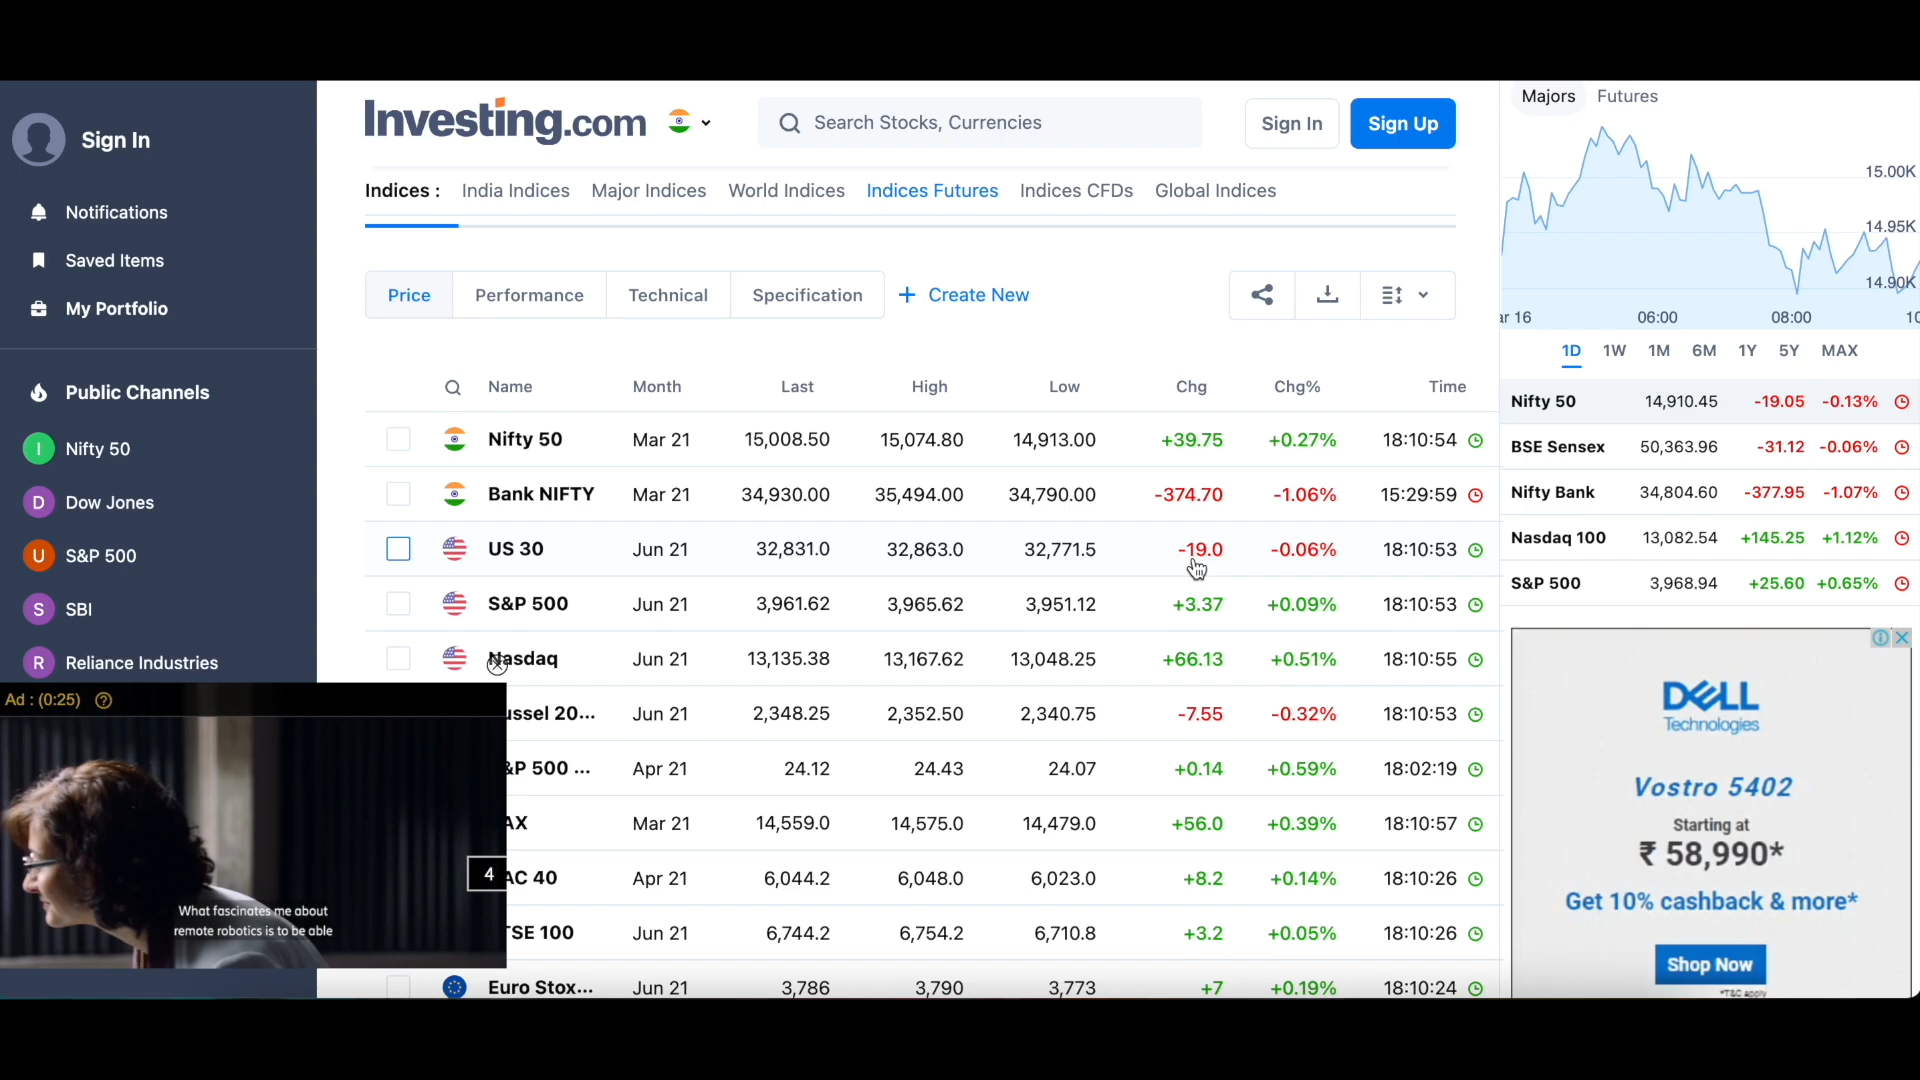 Sign In
Notifications
Saved Items
My Portfolio
Public Channels
I Nifty 50
D Dow Jones
U S&P 500
S SBI
R Reliance Industries
Ad : (0:25) ?
What fascinates me about
remote robotics is to be able
4
Investing.com
Search Stocks, Currencies
Sign In
Sign Up
Indices : India Indices Major Indices World Indices Indices Futures Indices CFDs Global Indices
Price Performance Technical Specification + Create New
Name Month Last High Low Chg Chg% Time
Nifty 50 Mar 21 15,008.50 15,074.80 14,913.00 +39.75 +0.27% 18:10:54
Bank NIFTY Mar 21 34,930.00 35,494.00 34,790.00 -374.70 -1.06% 15:29:59
US 30 Jun 21 32,831.0 32,863.0 32,771.5 -19.0 -0.06% 18:10:53
S&P 500 Jun 21 3,961.62 3,965.62 3,951.12 +3.37 +0.09% 18:10:53
Nasdaq Jun 21 13,135.38 13,167.62 13,048.25 +66.13 +0.51% 18:10:55
ussel 20... Jun 21 2,348.25 2,352.50 2,340.75 -7.55 -0.32% 18:10:53
&P 500 ... Apr 21 24.12 24.43 24.07 +0.14 +0.59% 18:02:19
AX Mar 21 14,559.0 14,575.0 14,479.0 +56.0 +0.39% 18:10:57
AC 40 Apr 21 6,044.2 6,048.0 6,023.0 +8.2 +0.14% 18:10:26
TSE 100 Jun 21 6,744.2 6,754.2 6,710.8 +3.2 +0.05% 18:10:26
Euro Stox... Jun 21 3,786 3,790 3,773 +7 +0.19% 18:10:24
Majors Futures
15.00K
14.95K
14.90K
ar 16 06:00 08:00 10
1D 1W 1M 6M 1Y 5Y MAX
Nifty 50 14,910.45 -19.05 -0.13%
BSE Sensex 50,363.96 -31.12 -0.06%
Nifty Bank 34,804.60 -377.95 -1.07%
Nasdaq 100 13,082.54 +145.25 +1.12%
S&P 500 3,968.94 +25.60 +0.65%
DELL
Technologies
Vostro 5402
Starting at
₹ 58,990*
Get 10% cashback & more*
Shop Now
*T&C apply